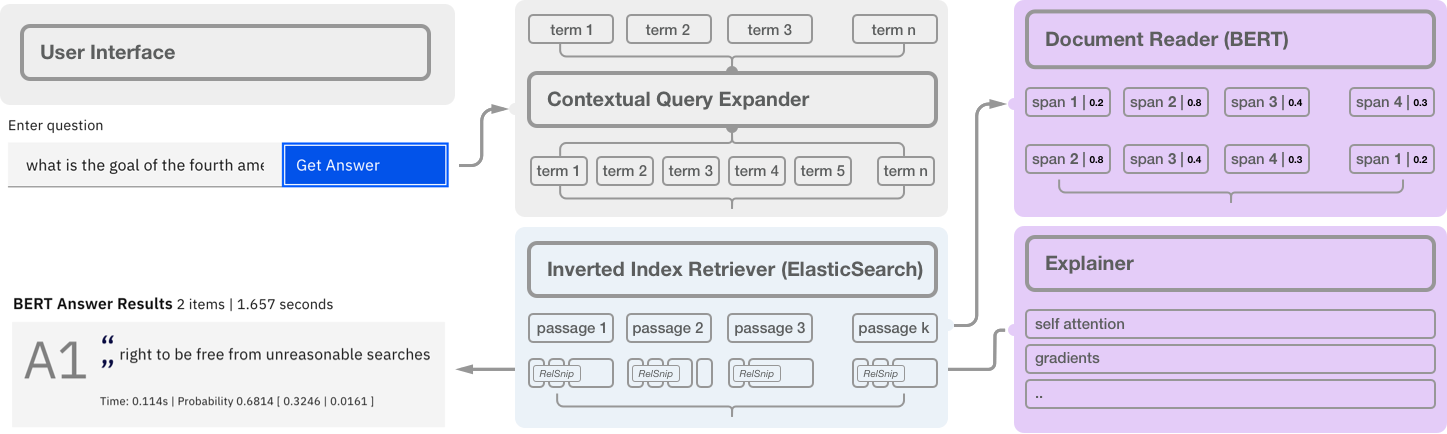 User Interface
Enter question
what is the goal of the fourth ame
Get Answer
BERT Answer Results 2 items | 1.657 seconds
A1
“ right to be free from unreasonable searches ”
Time: 0.114s | Probability 0.6814 [ 0.3246 | 0.0161 ]
term 1 term 2 term 3 term n
Contextual Query Expander
term 1 term 2 term 3 term 4 term 5 term n
Inverted Index Retriever (ElasticSearch)
passage 1 passage 2 passage 3 passage k
RelSnip RelSnip RelSnip RelSnip
Document Reader (BERT)
span 1 | 0.2 span 2 | 0.8 span 3 | 0.4 span 4 | 0.3
span 2 | 0.8 span 3 | 0.4 span 4 | 0.3 span 1 | 0.2
Explainer
self attention
gradients
..